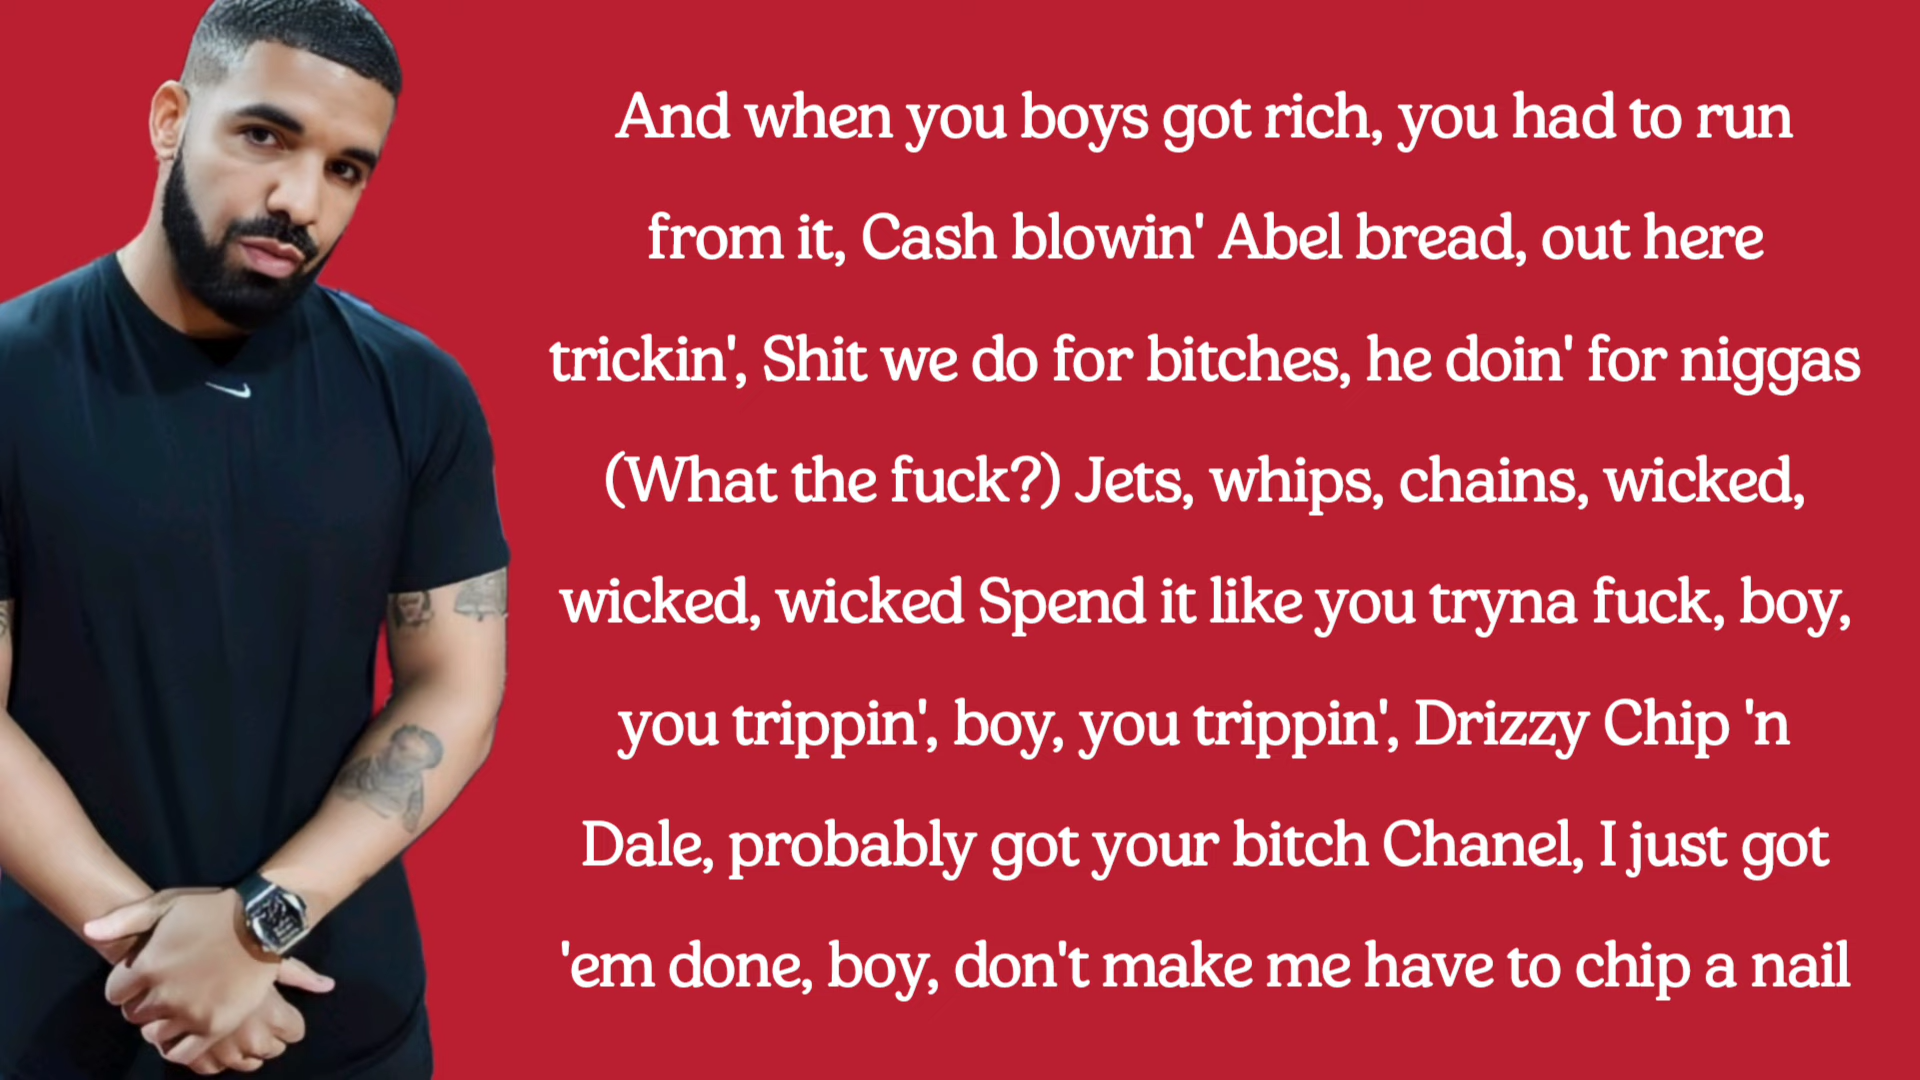 And when you boys got rich, you had to run
from it, Cash blowin' Abel bread, out here
trickin', Shit we do for bitches, he doin' for niggas
(What the fuck?) Jets, whips, chains, wicked,
wicked, wicked Spend it like you tryna fuck, boy,
you trippin', boy, you trippin', Drizzy Chip 'n
Dale, probably got your bitch Chanel, I just got
'em done, boy, don't make me have to chip a nail